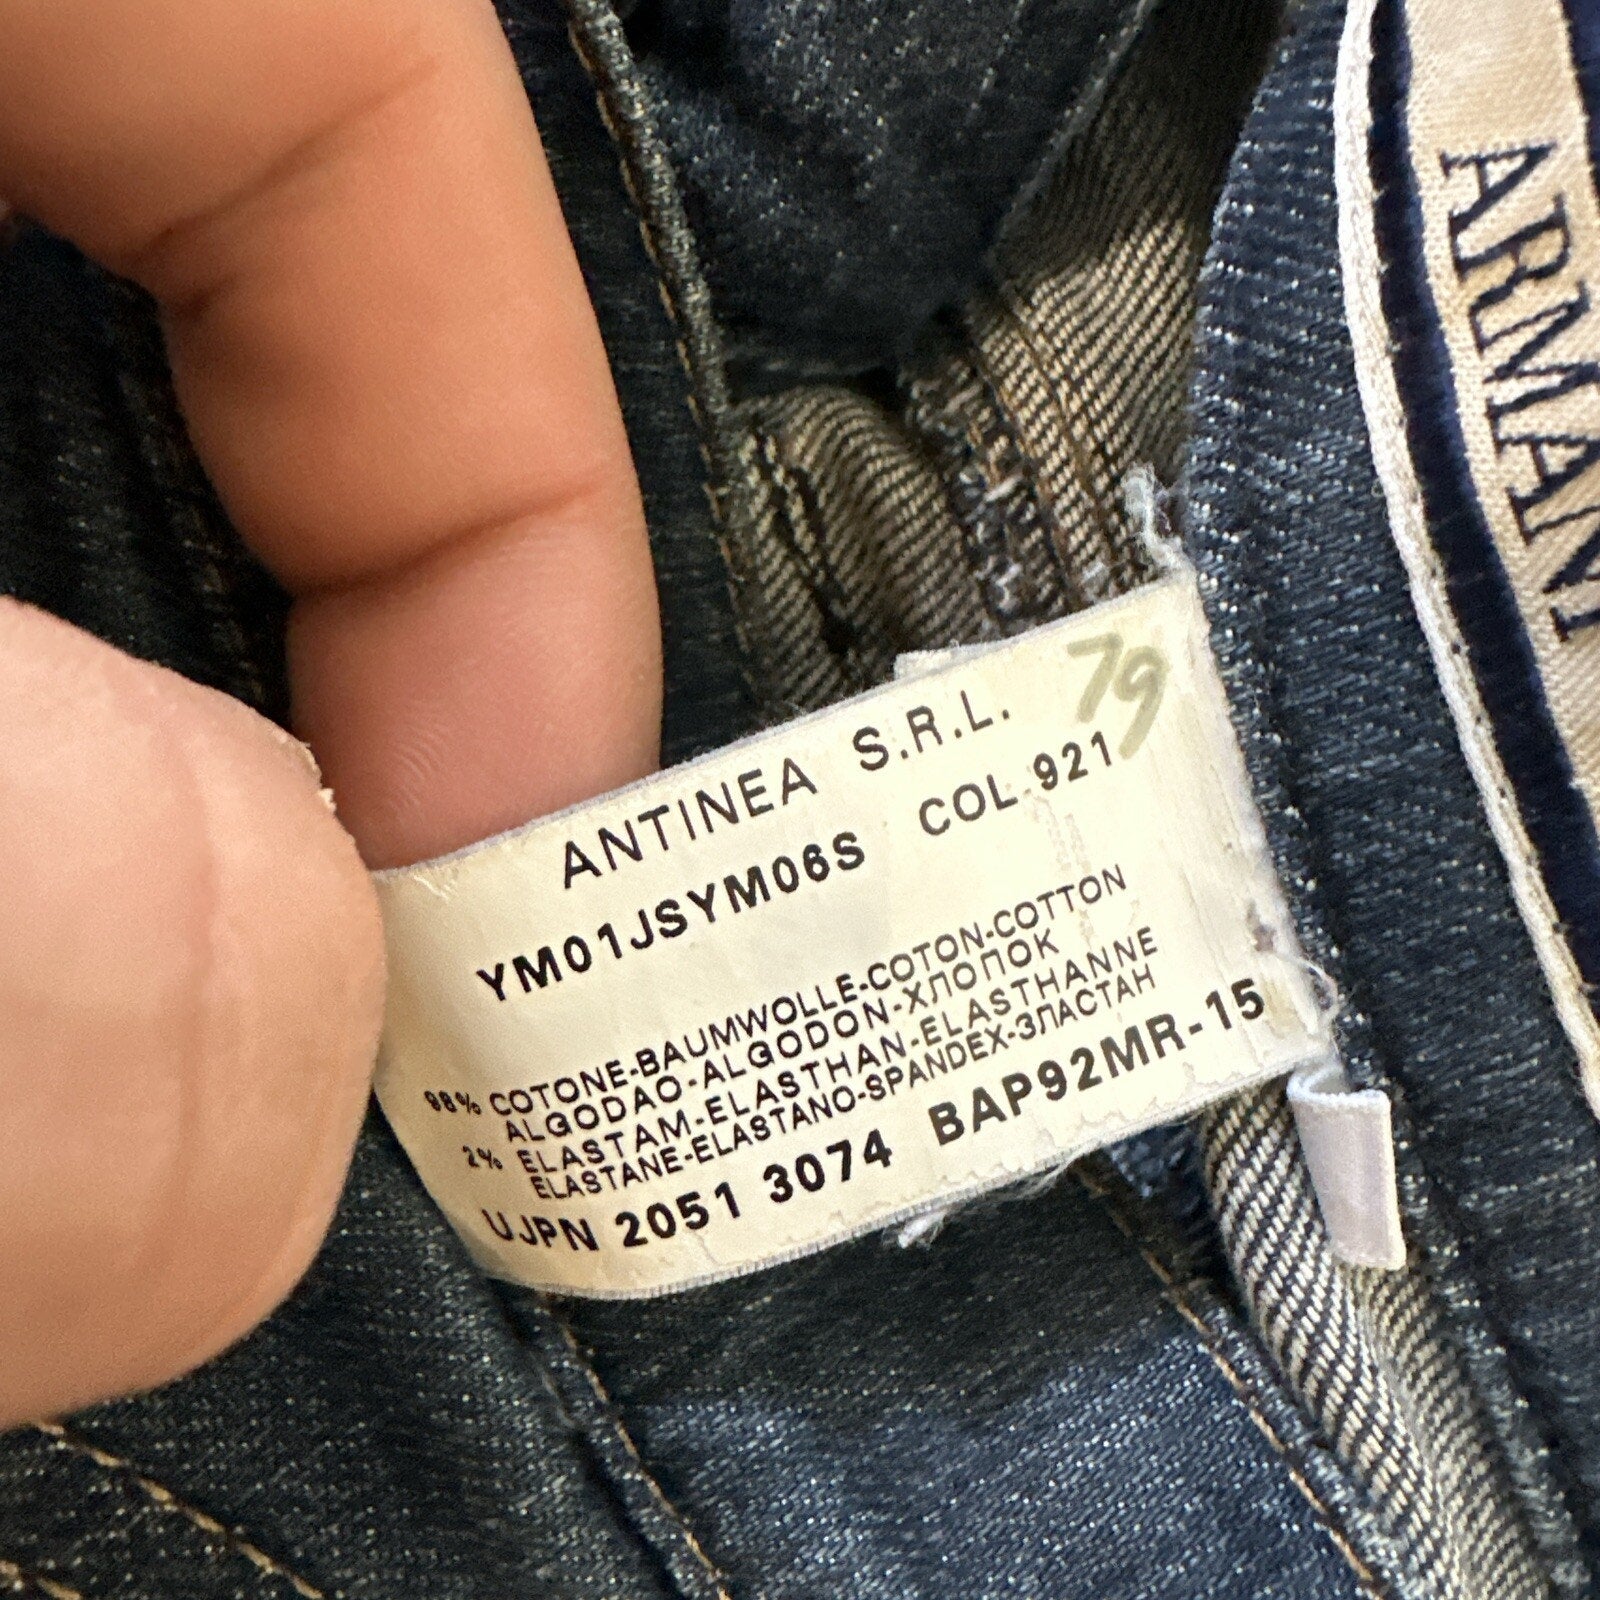 ARMANI
79
ANTINEA S.R.L.
YM01JSYM06S COL.921
98% COTONE-BAUMWOLLE-COTON-COTTON
ALGODAO-ALGODON-ХЛОПОК
2% ELASTAM-ELASTHAN-ELASTHANNE
ELASTANE-ELASTANO-SPANDEX-ЗЛАСТАН
UJPN 2051 3074 BAP92MR-15